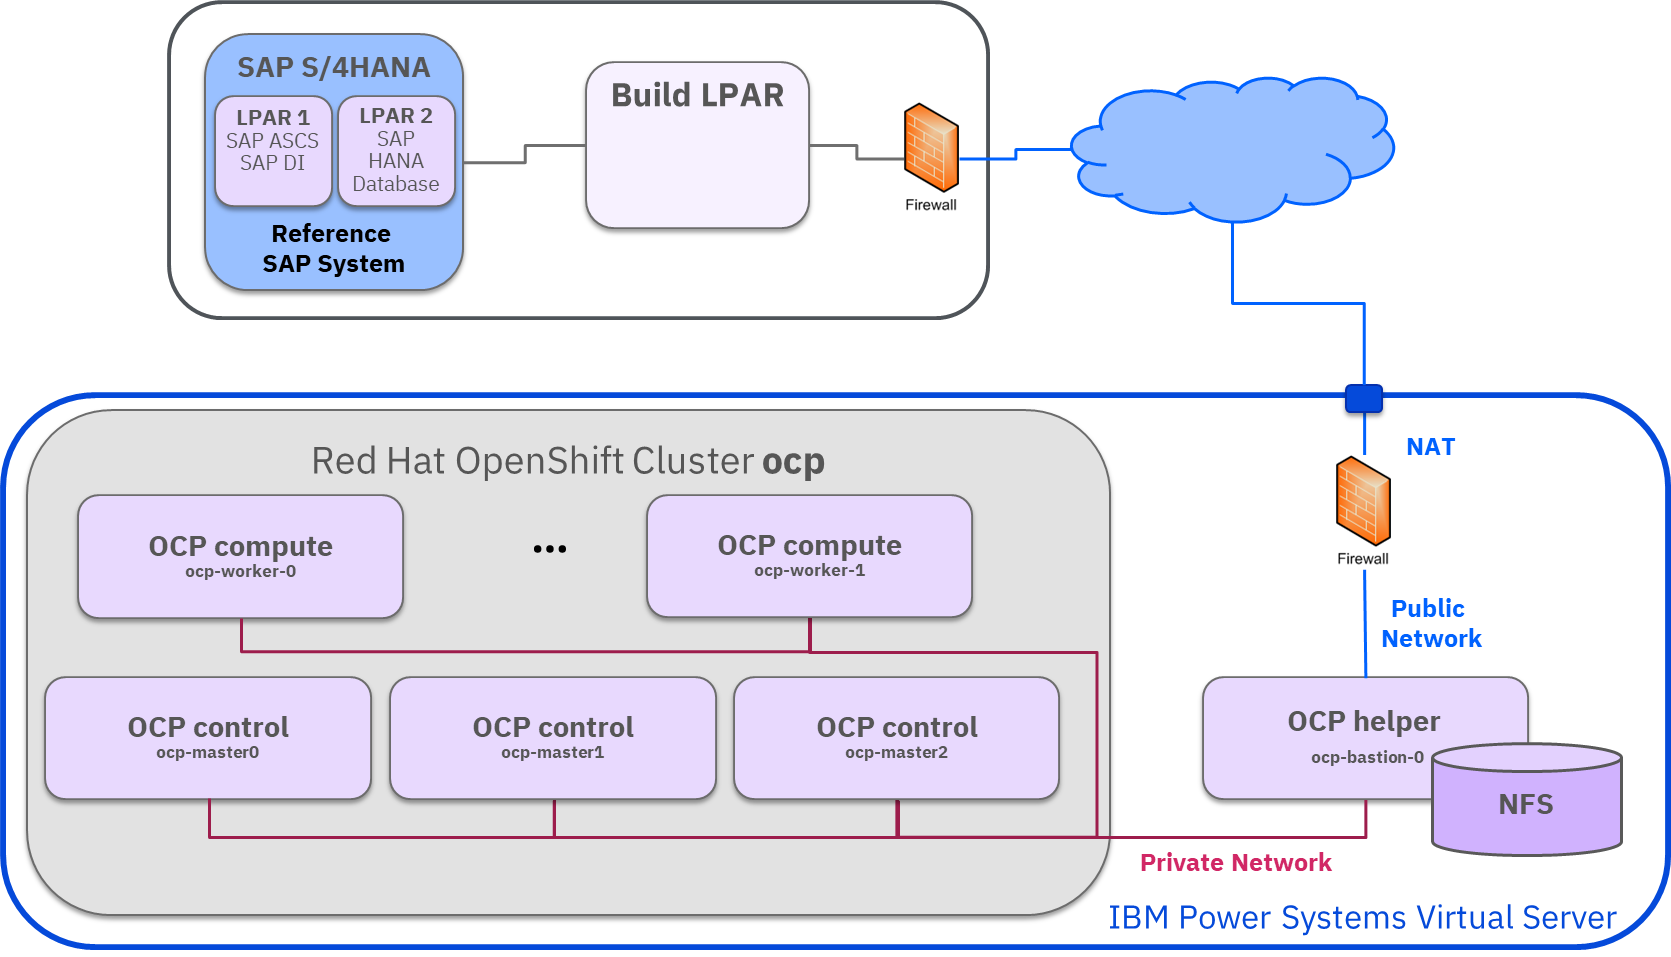 SAP S/4HANA
LPAR 1
SAP ASCS
SAP DI
LPAR 2
SAP
HANA
Database
Reference
SAP System
Build LPAR
Firewall
Red Hat OpenShift Cluster ocp
NAT
Firewall
OCP compute
ocp-worker-0
...
OCP compute
ocp-worker-1
Public
Network
OCP control
ocp-master0
OCP control
ocp-master1
OCP control
ocp-master2
OCP helper
ocp-bastion-0
NFS
Private Network
IBM Power Systems Virtual Server